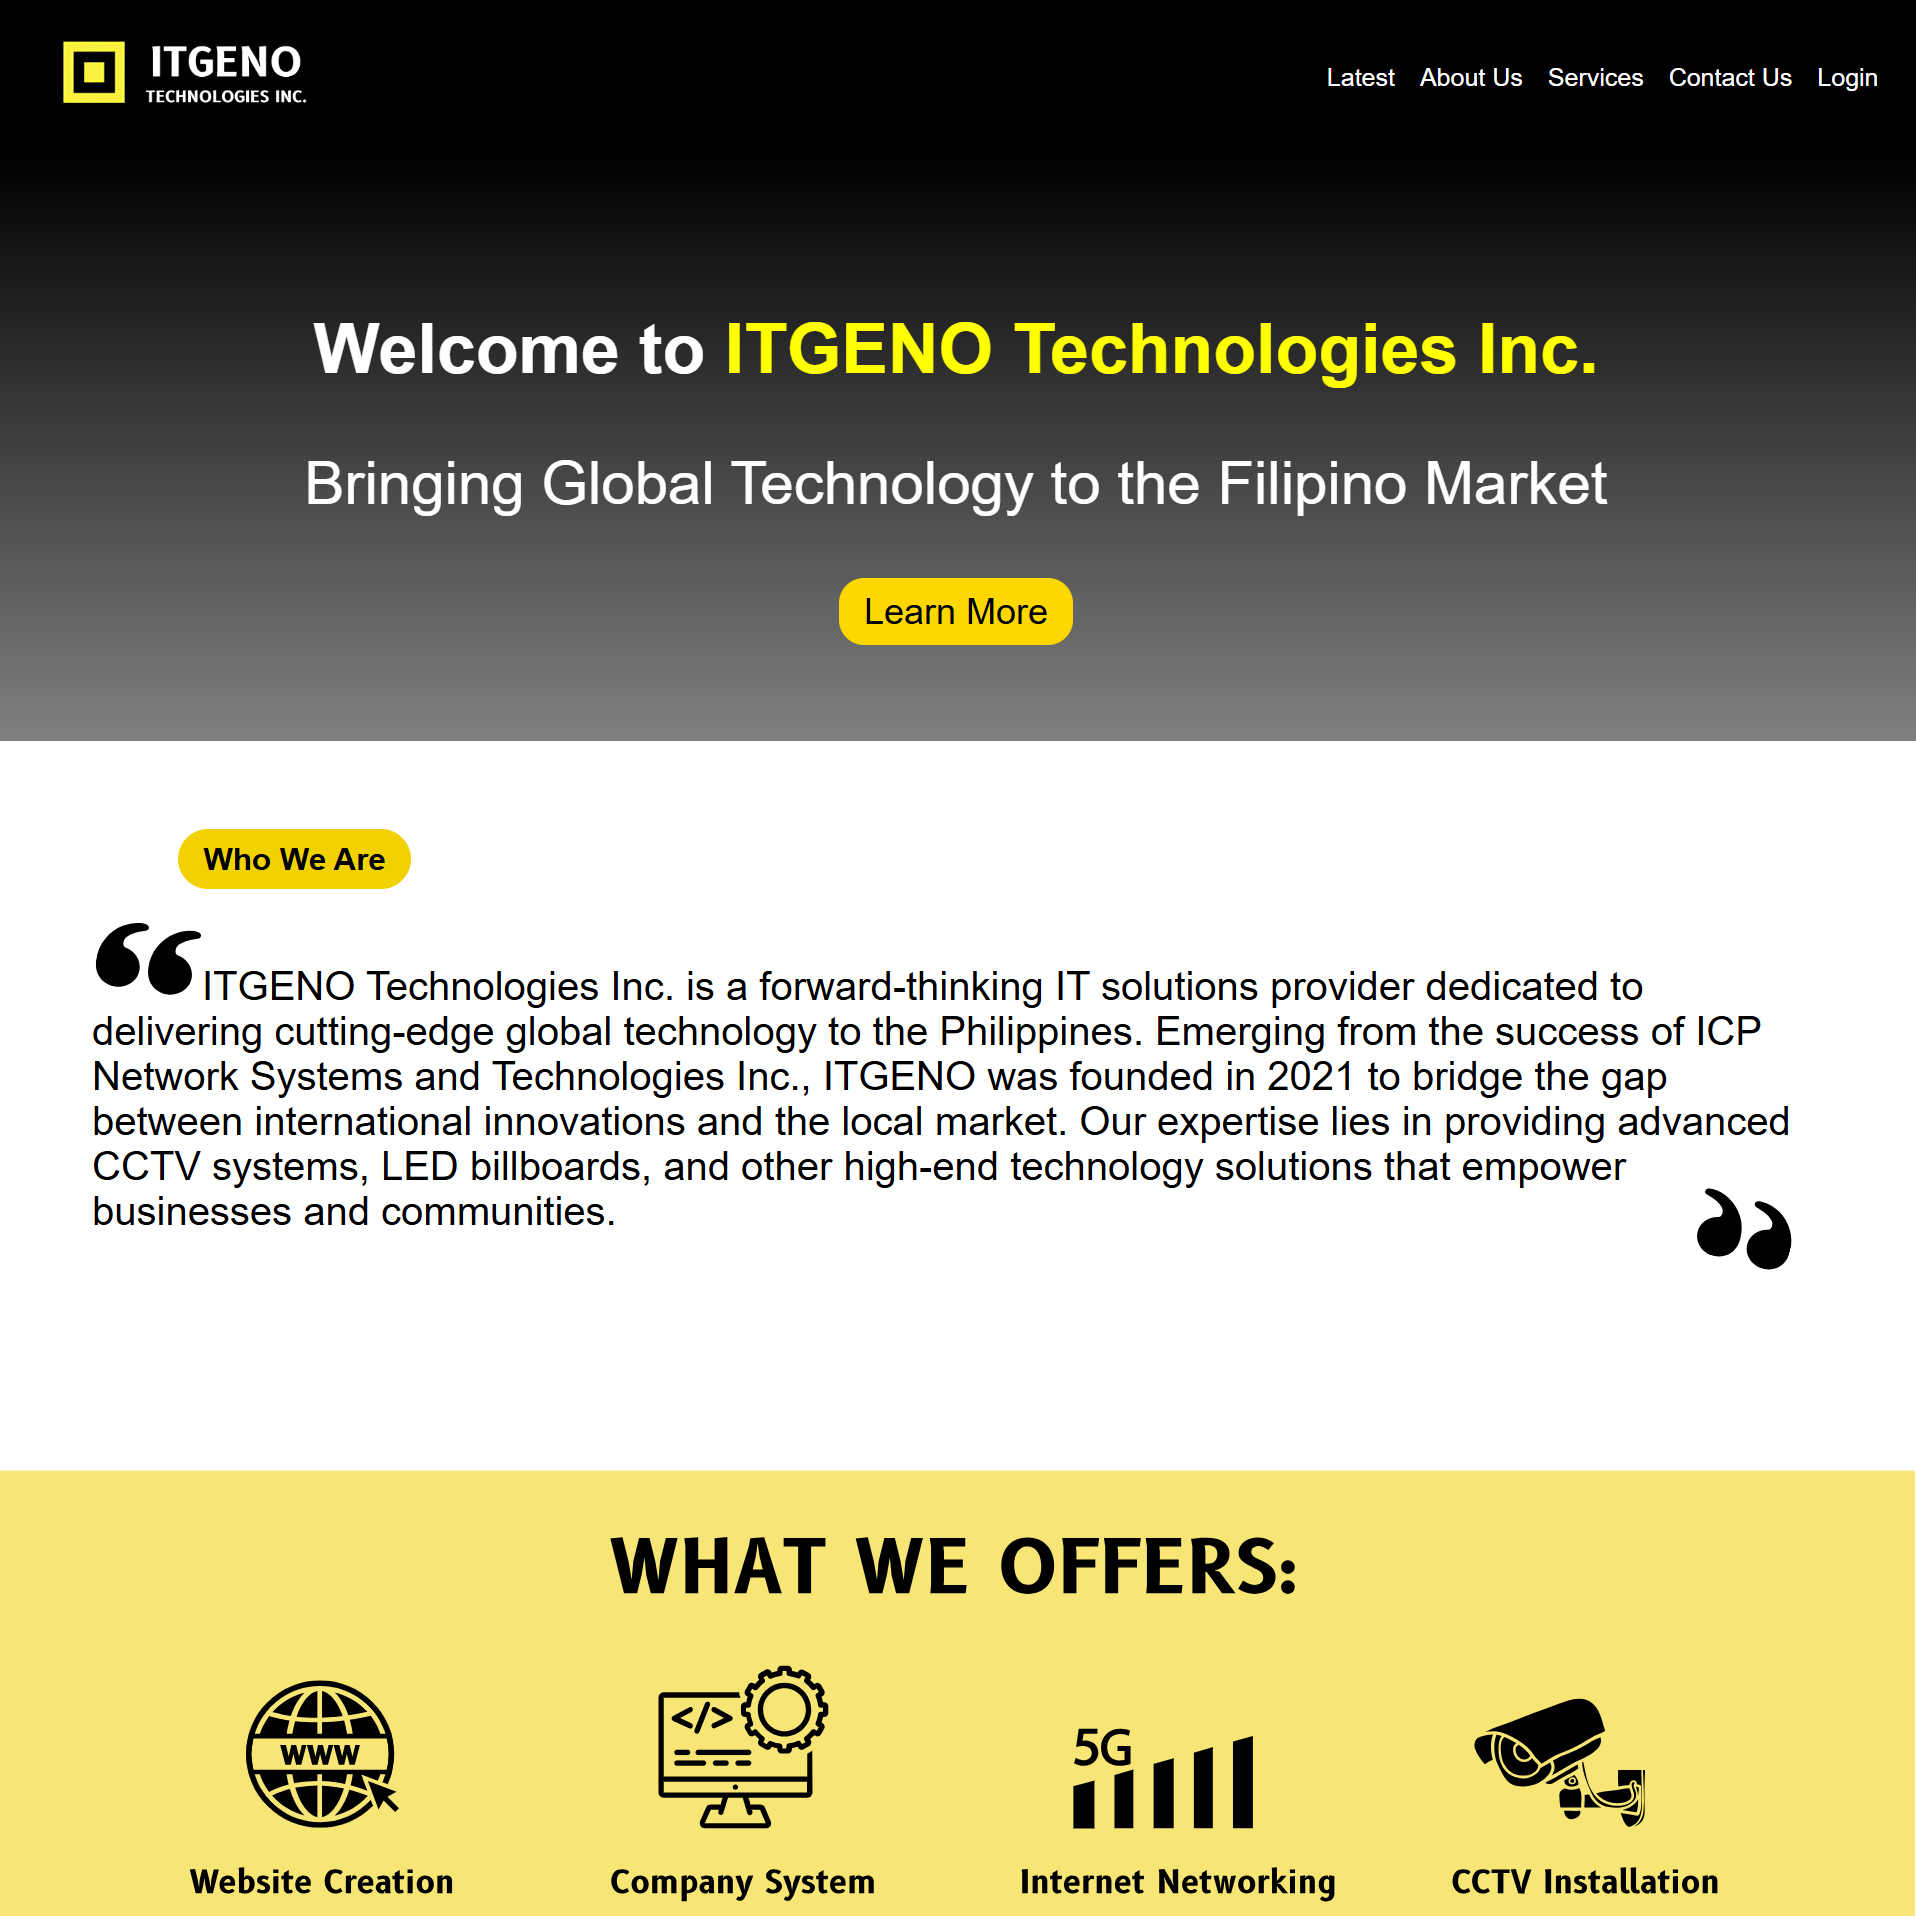 ITGENO
TECHNOLOGIES INC.
Latest About Us Services Contact Us Login
Welcome to ITGENO Technologies Inc.
Bringing Global Technology to the Filipino Market
Learn More
Who We Are
“ITGENO Technologies Inc. is a forward-thinking IT solutions provider dedicated to
delivering cutting-edge global technology to the Philippines. Emerging from the success of ICP
Network Systems and Technologies Inc., ITGENO was founded in 2021 to bridge the gap
between international innovations and the local market. Our expertise lies in providing advanced
CCTV systems, LED billboards, and other high-end technology solutions that empower
businesses and communities. ”
WHAT WE OFFERS:
www
</>
5G
Website Creation
Company System
Internet Networking
CCTV Installation